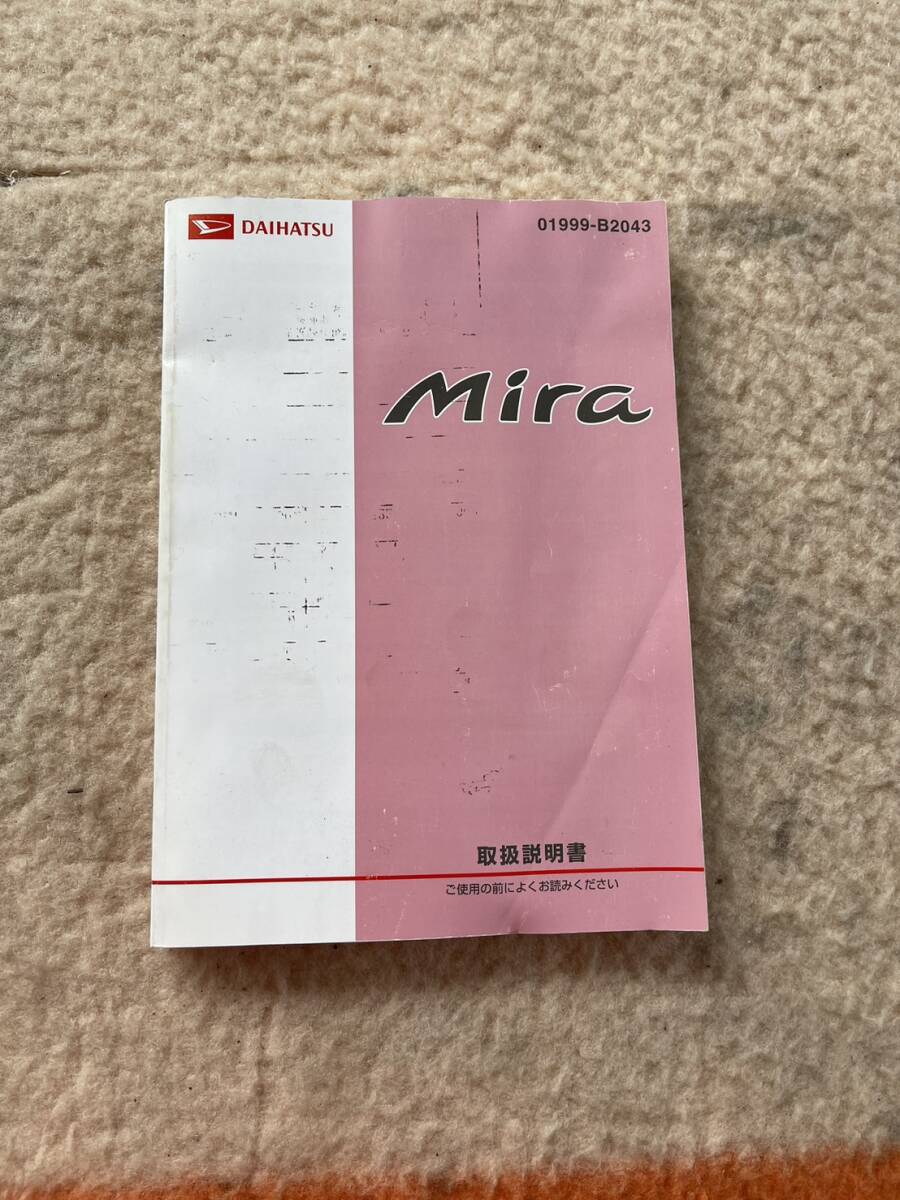 DAIHATSU
01999-B2043
Mira
取扱説明書
ご使用の前によくお読みください